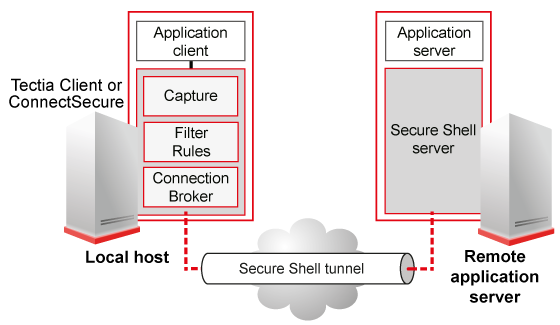 Application
client
Application
server
Tectia Client or
ConnectSecure
Capture
Filter
Rules
Connection
Broker
Secure Shell
server
Local host
Secure Shell tunnel
Remote
application
server